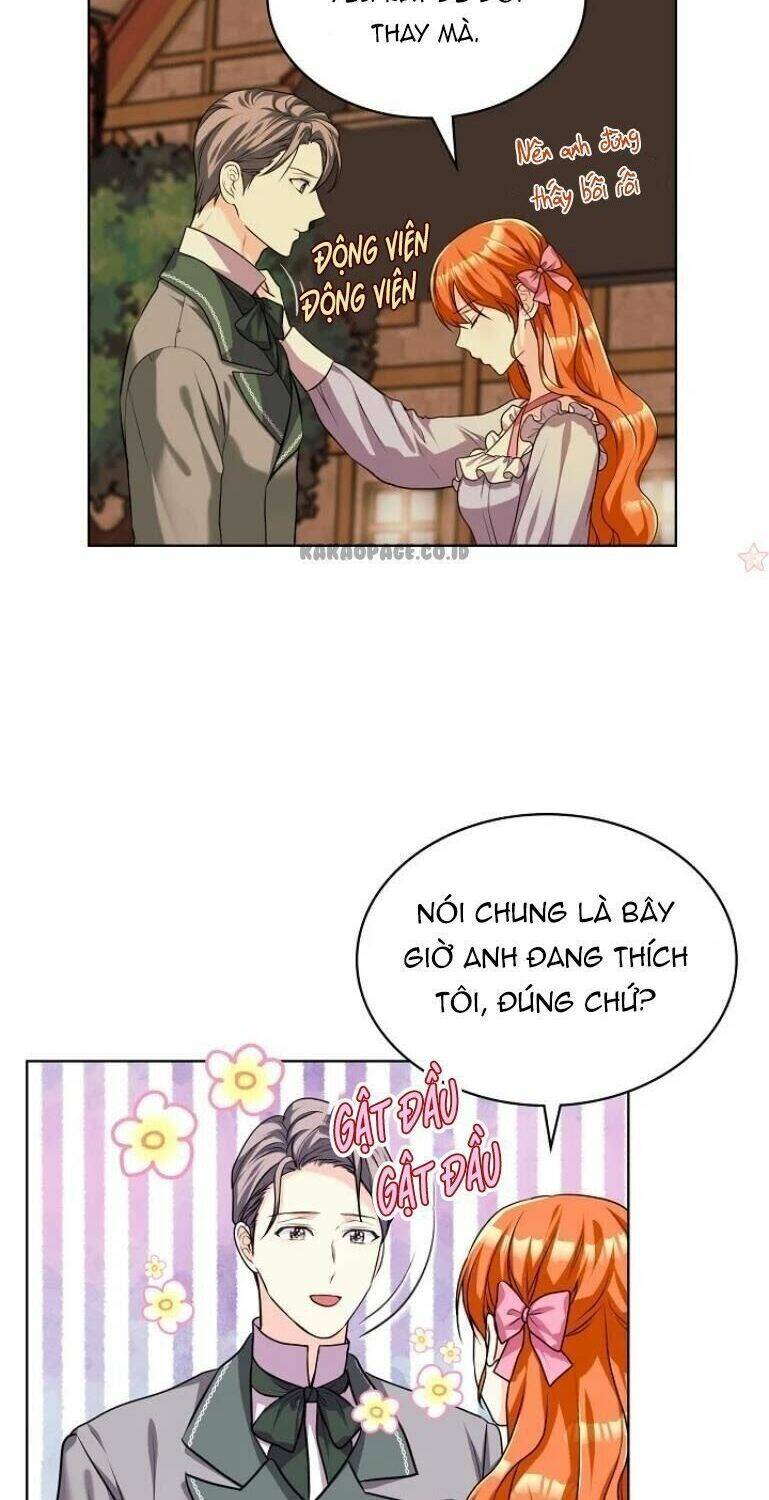 THAY MÀ.
Nên anh đừng
thấy bối rối
ĐỘNG VIÊN
ĐỘNG VIÊN
KAKAOPAGE.CO.ID
NÓI CHUNG LÀ BÂY
GIỜ ANH ĐANG THÍCH
TÔI, ĐÚNG CHỨ?
GẬT ĐẦU
GẬT ĐẦU